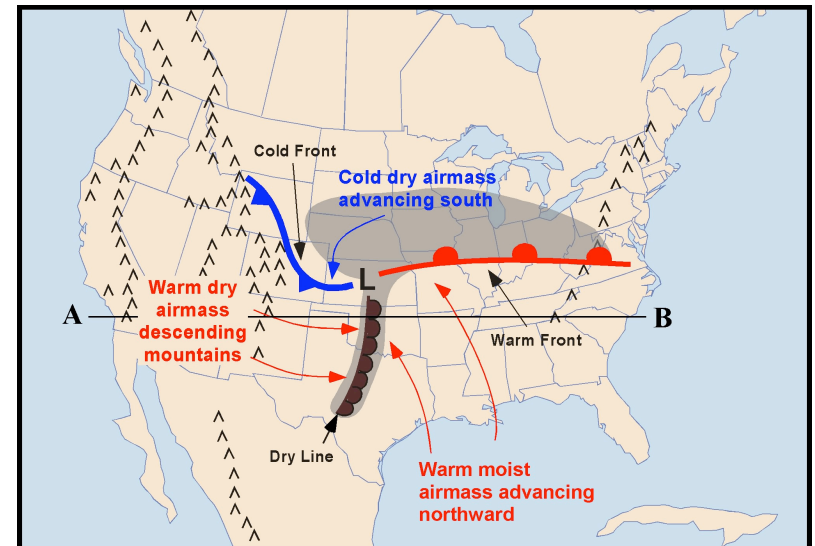 Cold Front
Cold dry airmass
advancing south
L
Warm dry
airmass
descending
mountains
A
B
Warm Front
Dry Line
Warm moist
airmass advancing
northward